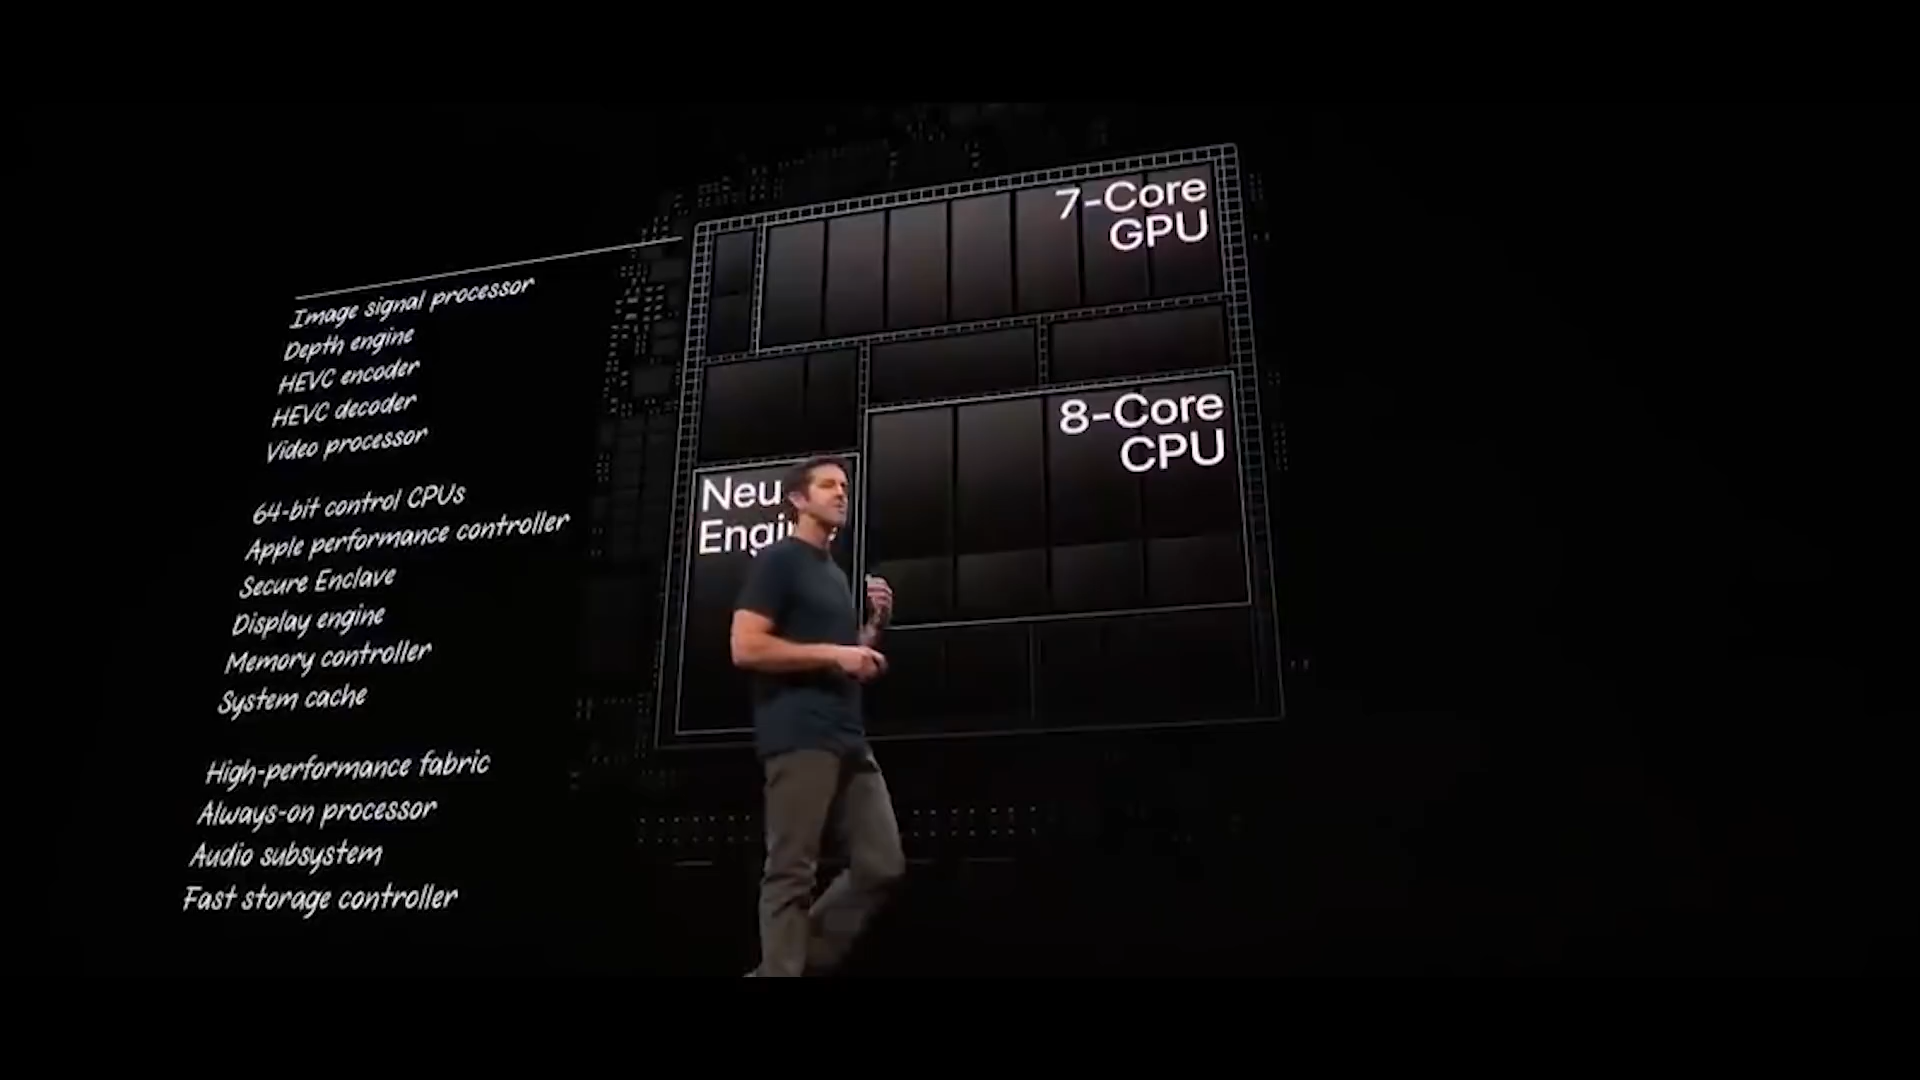 Image signal processor
Depth engine
HEVC encoder
HEVC decoder
Video processor
64-bit control CPUs
Apple performance controller
Secure Enclave
Display engine
Memory controller
System cache
High-performance fabric
Always-on processor
Audio subsystem
Fast storage controller
7-Core
GPU
8-Core
CPU
Neu
Engi